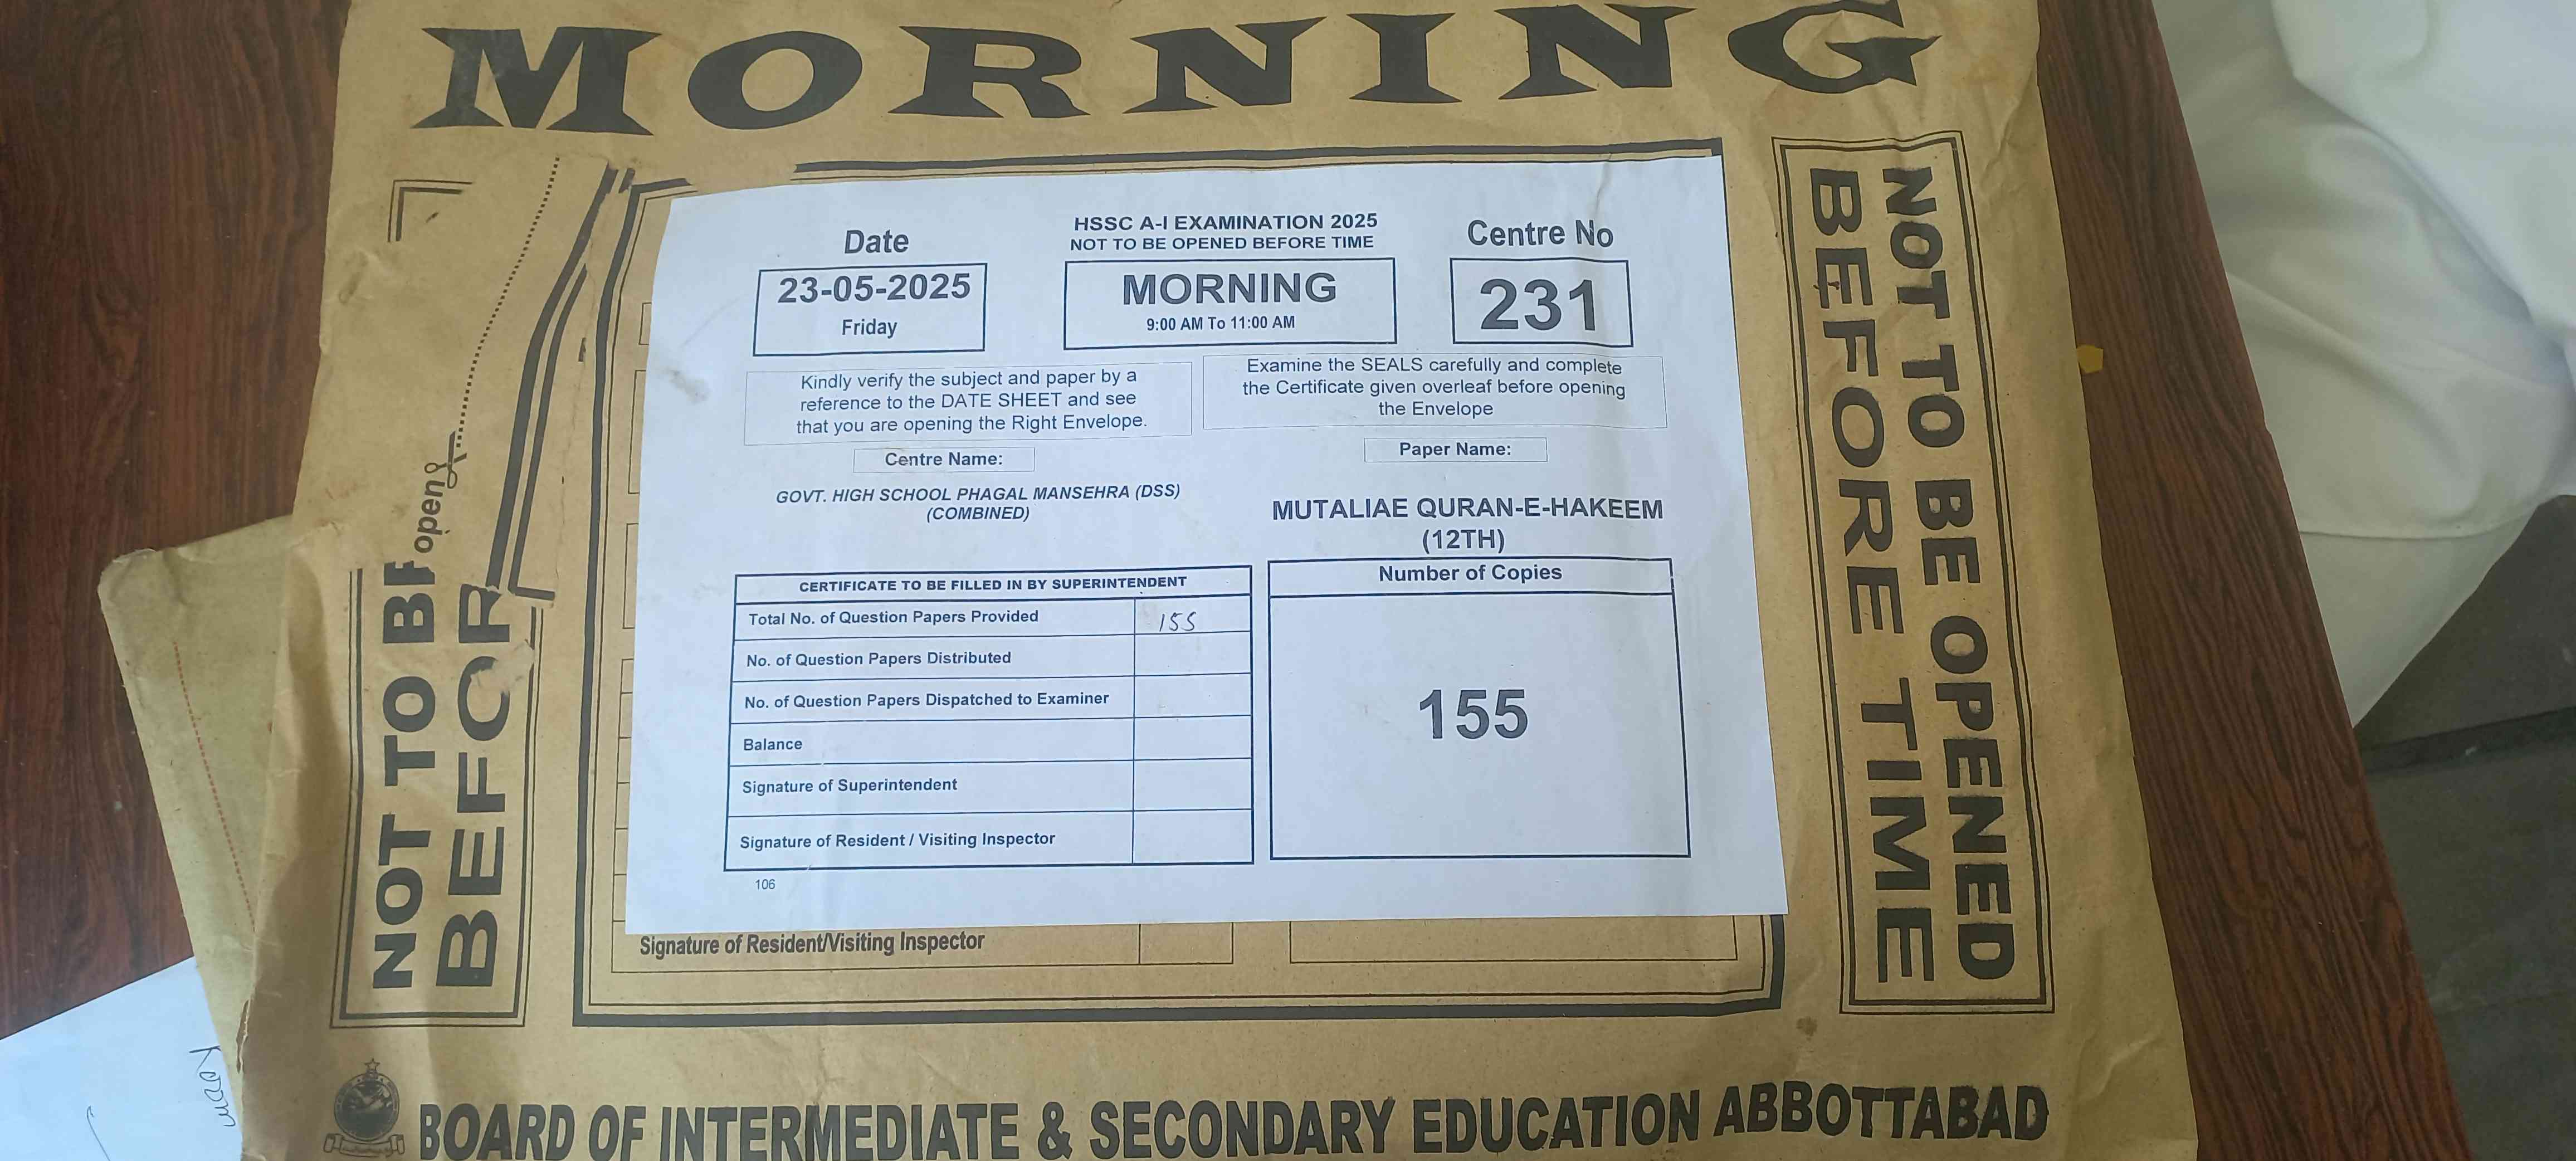 MORNING
Date
HSSC A-I EXAMINATION 2025
NOT TO BE OPENED BEFORE TIME
Centre No
23-05-2025
Friday
MORNING
9:00 AM To 11:00 AM
231
Kindly verify the subject and paper by a
reference to the DATE SHEET and see
that you are opening the Right Envelope.
Examine the SEALS carefully and complete
the Certificate given overleaf before opening
the Envelope
Centre Name:
GOVT. HIGH SCHOOL PHAGAL MANSEHRA (DSS)
(COMBINED)
Paper Name:
MUTALIAE QURAN-E-HAKEEM
(12TH)
CERTIFICATE TO BE FILLED IN BY SUPERINTENDENT
Total No. of Question Papers Provided 155
No. of Question Papers Distributed
No. of Question Papers Dispatched to Examiner
Balance
Signature of Superintendent
Signature of Resident / Visiting Inspector
Number of Copies
155
106
Signature of Resident/Visiting Inspector
open
NOT TO BE
BEFOR
NOT TO BE OPENED
BEFORE TIME
BOARD OF INTERMEDIATE & SECONDARY EDUCATION ABBOTTABAD